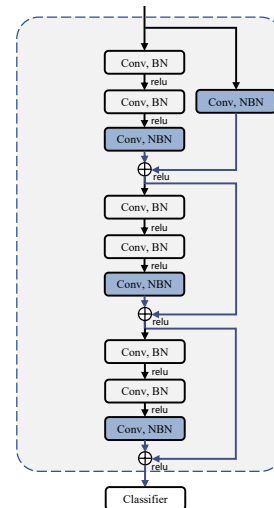 Conv, BN
relu
Conv, BN
Conv, NBN
relu
Conv, NBN
relu
Conv, BN
relu
Conv, BN
relu
Conv, NBN
relu
Conv, BN
relu
Conv, BN
relu
Conv, NBN
relu
Classifier